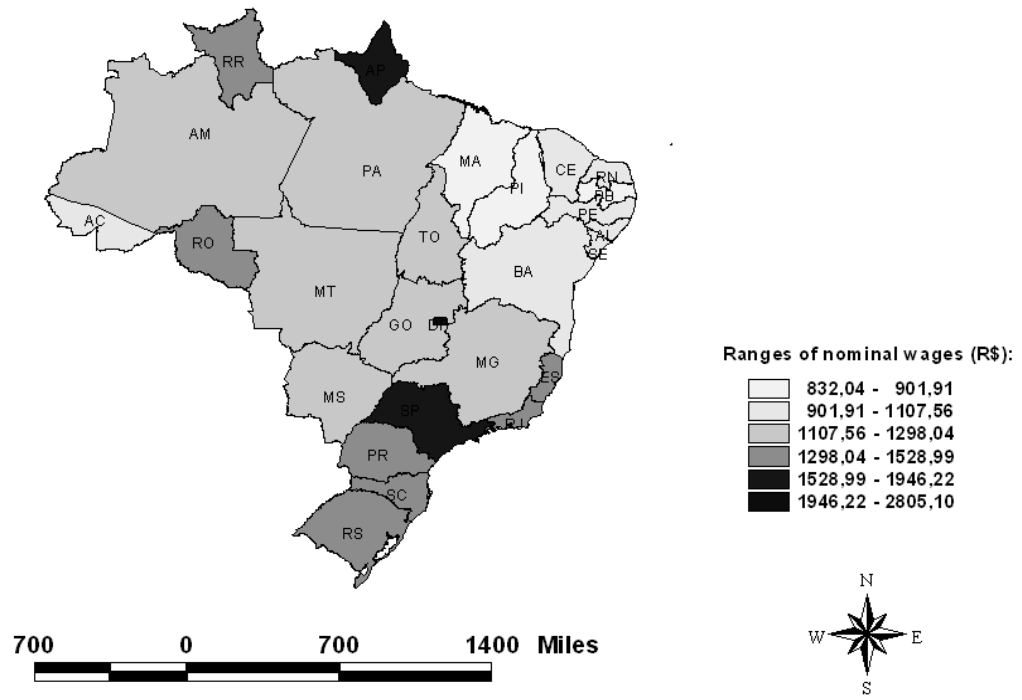 RR
AP
AM
PA
MA
CE
RN
PI
PB
PE
AC
AL
TO
RO
SE
BA
MT
GO
MG
ES
MS
SP
RJ
PR
SC
RS
Ranges of nominal wages (R$):
832,04 - 901,91
901,91 - 1107,56
1107,56 - 1298,04
1298,04 - 1528,99
1528,99 - 1946,22
1946,22 - 2805,10
N
W E
S
700 0 700 1400 Miles